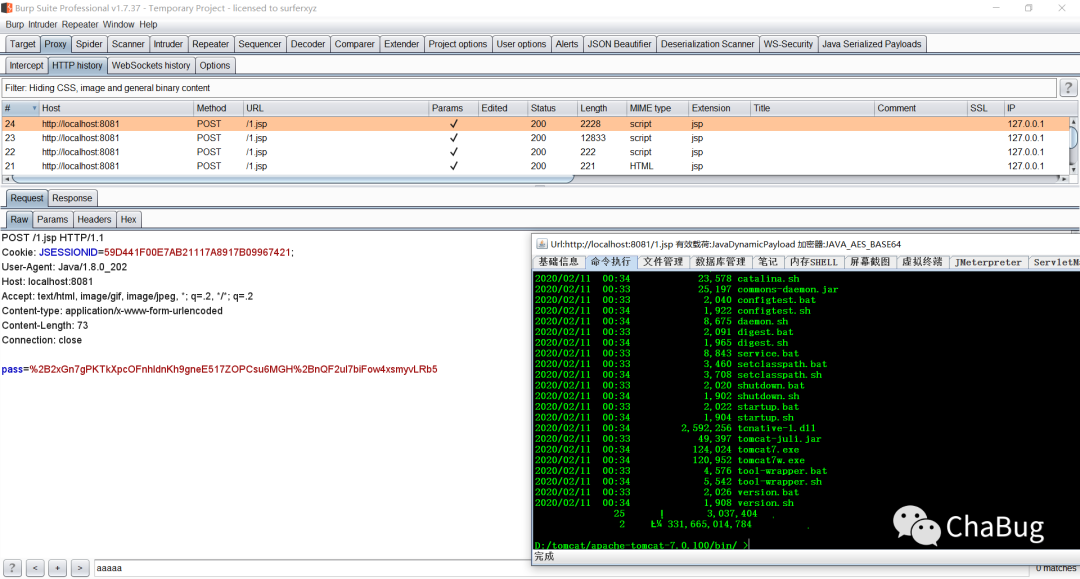 Burp Suite Professional v1.7.37 - Temporary Project - licensed to surferxyz
Burp Intruder Repeater Window Help
Target Proxy Spider Scanner Intruder Repeater Sequencer Decoder Comparer Extender Project options User options Alerts JSON Beautifier Deserialization Scanner WS-Security Java Serialized Payloads
Intercept HTTP history WebSockets history Options
Filter: Hiding CSS, image and general binary content ?
# Host Method URL Params Edited Status Length MIME type Extension Title Comment SSL IP
24 http://localhost:8081 POST /1.jsp ✓ 200 2228 script jsp 127.0.0.1
23 http://localhost:8081 POST /1.jsp ✓ 200 12833 script jsp 127.0.0.1
22 http://localhost:8081 POST /1.jsp ✓ 200 222 script jsp 127.0.0.1
21 http://localhost:8081 POST /1.jsp ✓ 200 221 HTML jsp 127.0.0.1
Request Response
Raw Params Headers Hex
POST /1.jsp HTTP/1.1
Cookie: JSESSIONID=59D441F00E7AB21117A8917B09967421;
User-Agent: Java/1.8.0_202
Host: localhost:8081
Accept: text/html, image/gif, image/jpeg, *; q=.2, */*; q=.2
Content-type: application/x-www-form-urlencoded
Content-Length: 73
Connection: close
pass=%2B2xGn7gPKTkXpcOFnhIdnKh9gneE517ZOPCsu6MGH%2BnQF2uI7biFow4xsmyvLRb5
Url:http://localhost:8081/1.jsp 有效载荷:JavaDynamicPayload 加密器:JAVA_AES_BASE64
基础信息 命令执行 文件管理 数据库管理 笔记 内存SHELL 屏幕截图 虚拟终端 JMeterpreter ServletM
2020/02/11 00:34 23,578 catalina.sh
2020/02/11 00:33 25,197 commons-daemon.jar
2020/02/11 00:33 2,040 configtest.bat
2020/02/11 00:34 1,922 configtest.sh
2020/02/11 00:34 8,675 daemon.sh
2020/02/11 00:33 2,091 digest.bat
2020/02/11 00:34 1,965 digest.sh
2020/02/11 00:33 8,843 service.bat
2020/02/11 00:33 3,460 setclasspath.bat
2020/02/11 00:34 3,708 setclasspath.sh
2020/02/11 00:33 2,020 shutdown.bat
2020/02/11 00:34 1,902 shutdown.sh
2020/02/11 00:33 2,022 startup.bat
2020/02/11 00:34 1,904 startup.sh
2020/02/11 00:34 2,592,256 tcnative-1.dll
2020/02/11 00:33 49,397 tomcat-juli.jar
2020/02/11 00:34 124,024 tomcat7.exe
2020/02/11 00:34 120,952 tomcat7w.exe
2020/02/11 00:33 4,576 tool-wrapper.bat
2020/02/11 00:34 5,542 tool-wrapper.sh
2020/02/11 00:33 2,026 version.bat
2020/02/11 00:34 1,908 version.sh
25 3,037,404
2 331,665,014,784
D:/tomcat/apache-tomcat-7.0.100/bin/ >
完成
ChaBug
? < + > aaaaa 0 matches